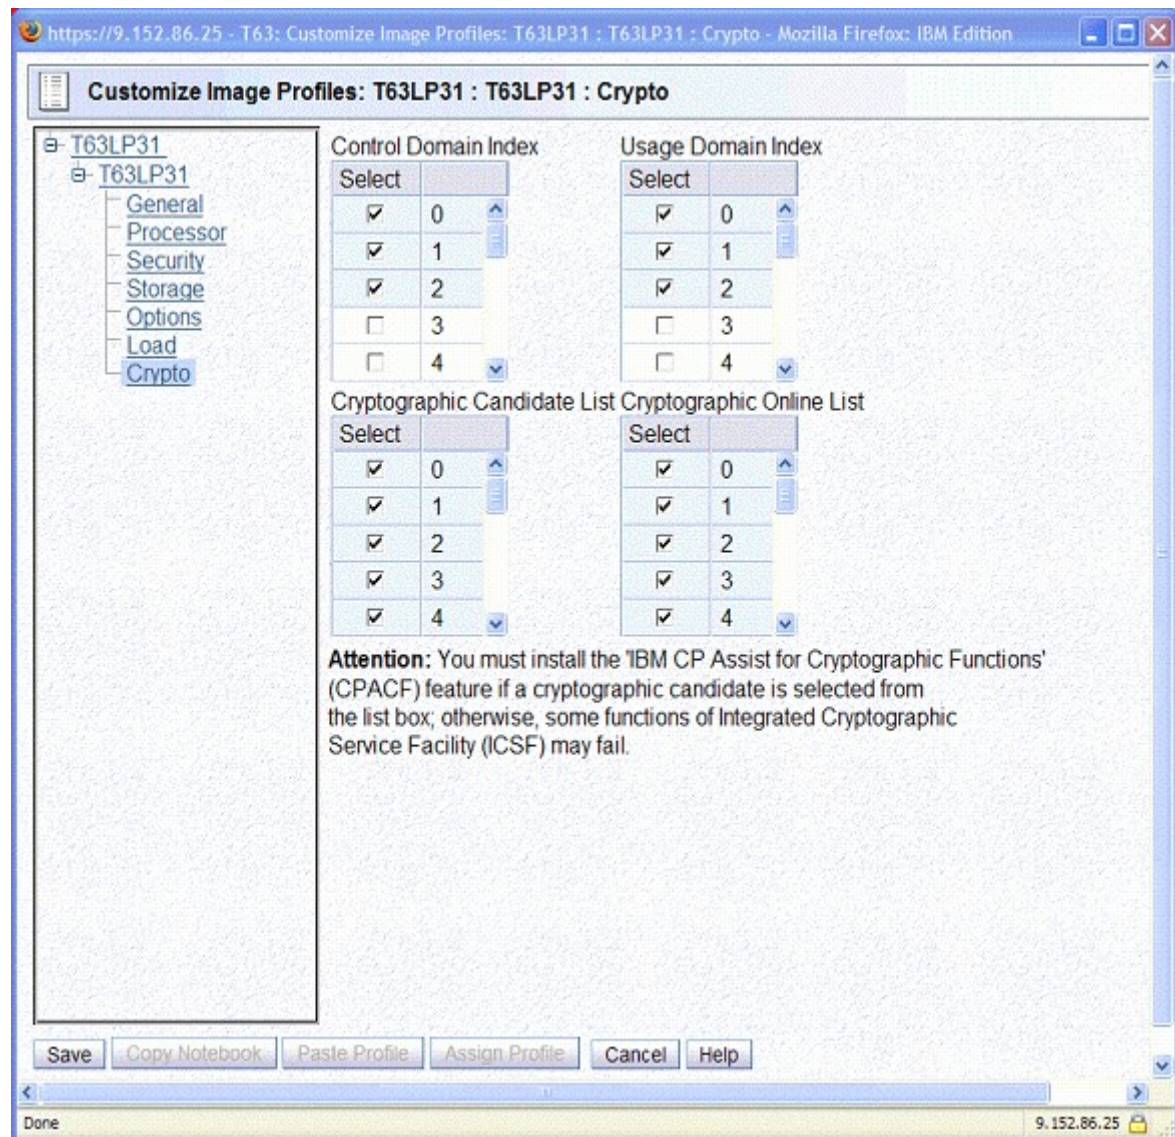 https://9.152.86.25 - T63: Customize Image Profiles: T63LP31 : T63LP31 : Crypto - Mozilla Firefox: IBM Edition
Customize Image Profiles: T63LP31 : T63LP31 : Crypto
T63LP31
T63LP31
General
Processor
Security
Storage
Options
Load
Crypto
Control Domain Index
Select
0
1
2
3
4
Usage Domain Index
Select
0
1
2
3
4
Cryptographic Candidate List
Select
0
1
2
3
4
Cryptographic Online List
Select
0
1
2
3
4
Attention: You must install the 'IBM CP Assist for Cryptographic Functions'
(CPACF) feature if a cryptographic candidate is selected from
the list box; otherwise, some functions of Integrated Cryptographic
Service Facility (ICSF) may fail.
Save Copy Notebook Paste Profile Assign Profile Cancel Help
Done 9.152.86.25